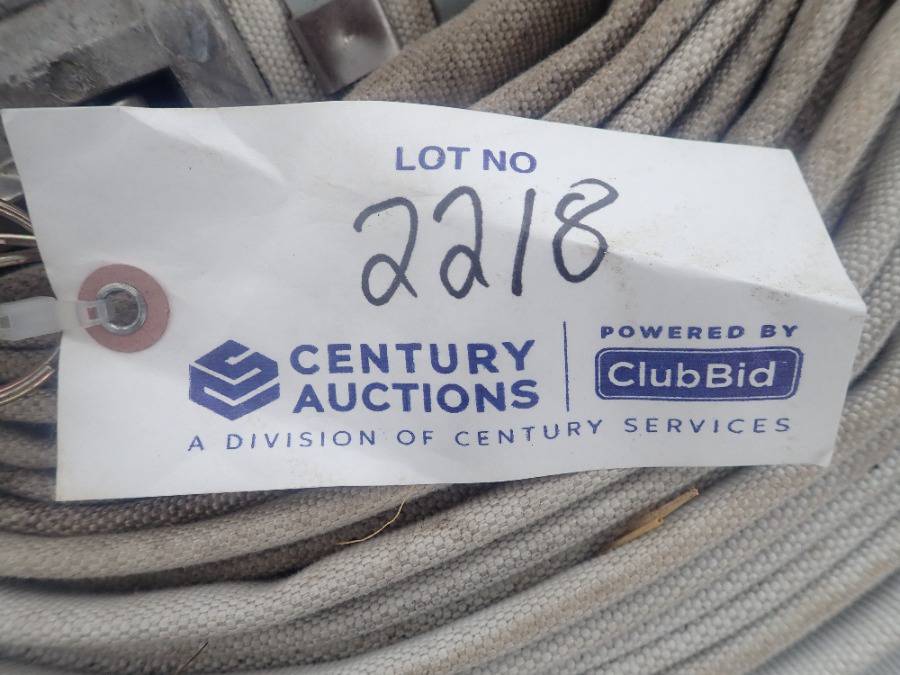 LOT NO
2218
CENTURY
AUCTIONS
POWERED BY
ClubBid
A DIVISION OF CENTURY SERVICES